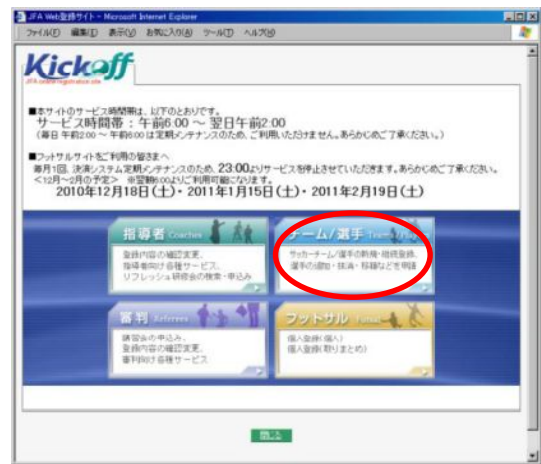 JFA Web登録サイト - Microsoft Internet Explorer
ファイル(F) 編集(E) 表示(V) お気に入り(A) ツール(T) ヘルプ(H)
Kickoff
JFA online registration site
■本サイトのサービス時間帯は、以下のとおりです。
サービス時間帯：午前6:00 ～ 翌日午前2:00
（毎日 午前2:00 ～ 午前6:00 は定期メンテナンスのため、ご利用いただけません。あらかじめご了承ください。）
■フットサルサイトをご利用の皆さまへ
毎月1回、決済システム定期メンテナンスのため、23:00よりサービスを停止させていただきます。あらかじめご了承ください。
<12月～2月の予定> ※翌朝6:00よりご利用可能になります。
2010年12月18日(土)・2011年1月15日(土)・2011年2月19日(土)
指導者 Coaches
登録内容の確認変更、
指導者向け各種サービス、
リフレッシュ研修会の検索・申込み
チーム/選手
サッカーチーム/選手の新規・継続登録、
選手の追加・抹消・移籍などを申請
審判 Referees
講習会の申込み、
登録内容の確認変更、
審判向け各種サービス
フットサル Futsal
個人登録(個人)
個人登録(取りまとめ)
閉じる